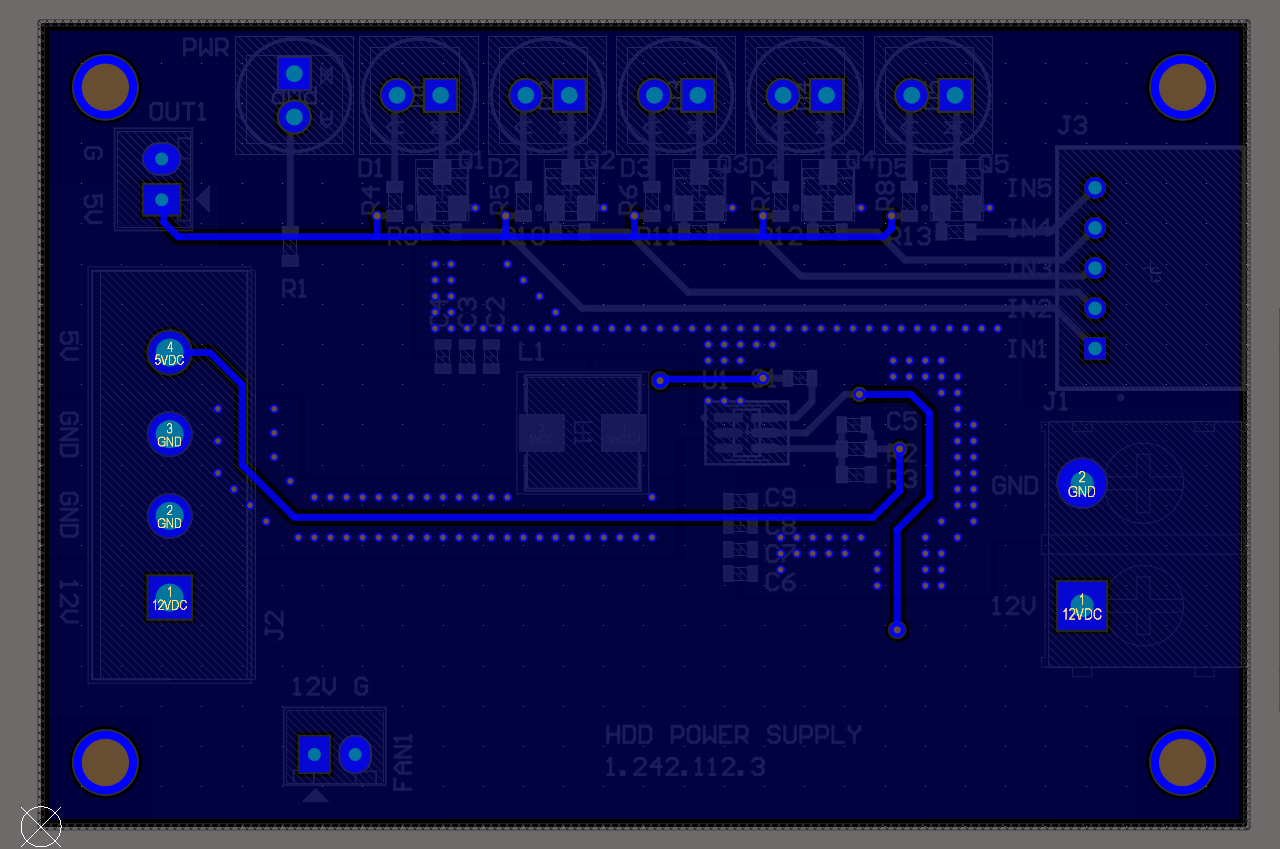 PWR
OUT1
G
5V
D1
Q1
D2
Q2
D3
Q3
D4
Q4
D5
Q5
J3
R4
R5
R6
R7
R8
R9
R10
R11
R12
R13
IN5
IN4
IN3
IN2
IN1
R1
C4
C3
C2
L1
U1
C1
C5
R2
R3
C9
C8
C7
C6
5V
GND
GND
12V
4
5VDC
3
GND
2
GND
1
12VDC
J2
J1
GND
2
GND
12V
1
12VDC
12V G
FAN1
HDD POWER SUPPLY
1.242.112.3